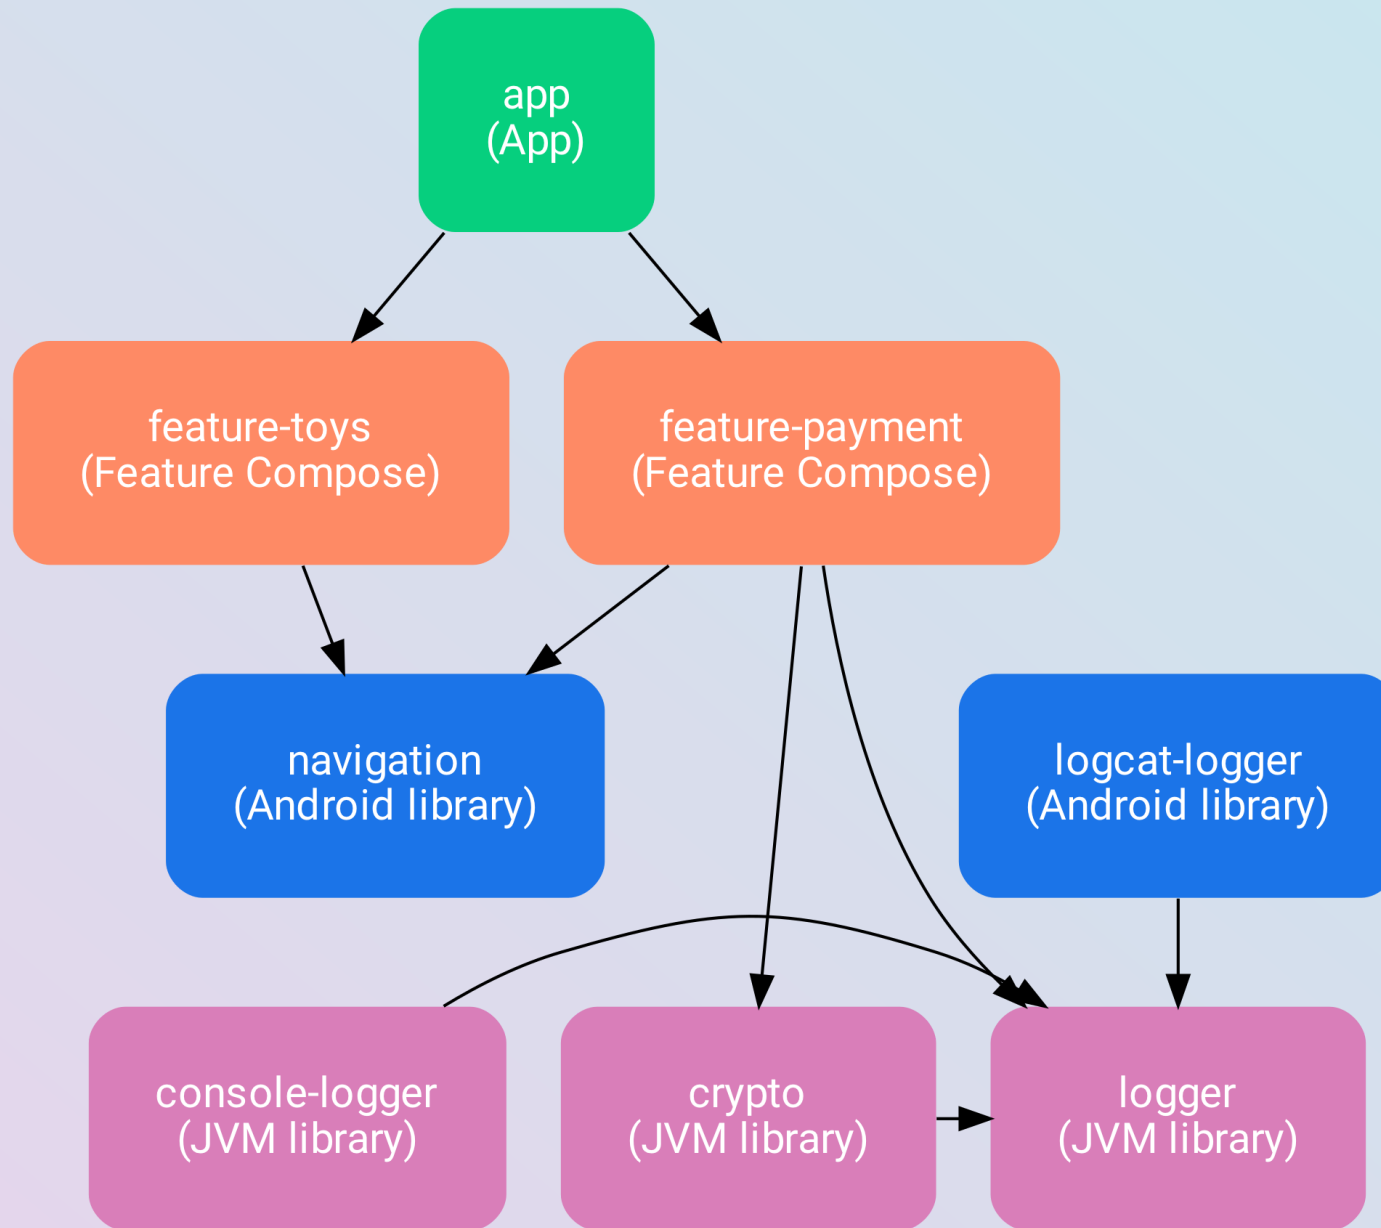 app
(App)
feature-toys
(Feature Compose)
feature-payment
(Feature Compose)
navigation
(Android library)
logcat-logger
(Android library)
console-logger
(JVM library)
crypto
(JVM library)
logger
(JVM library)